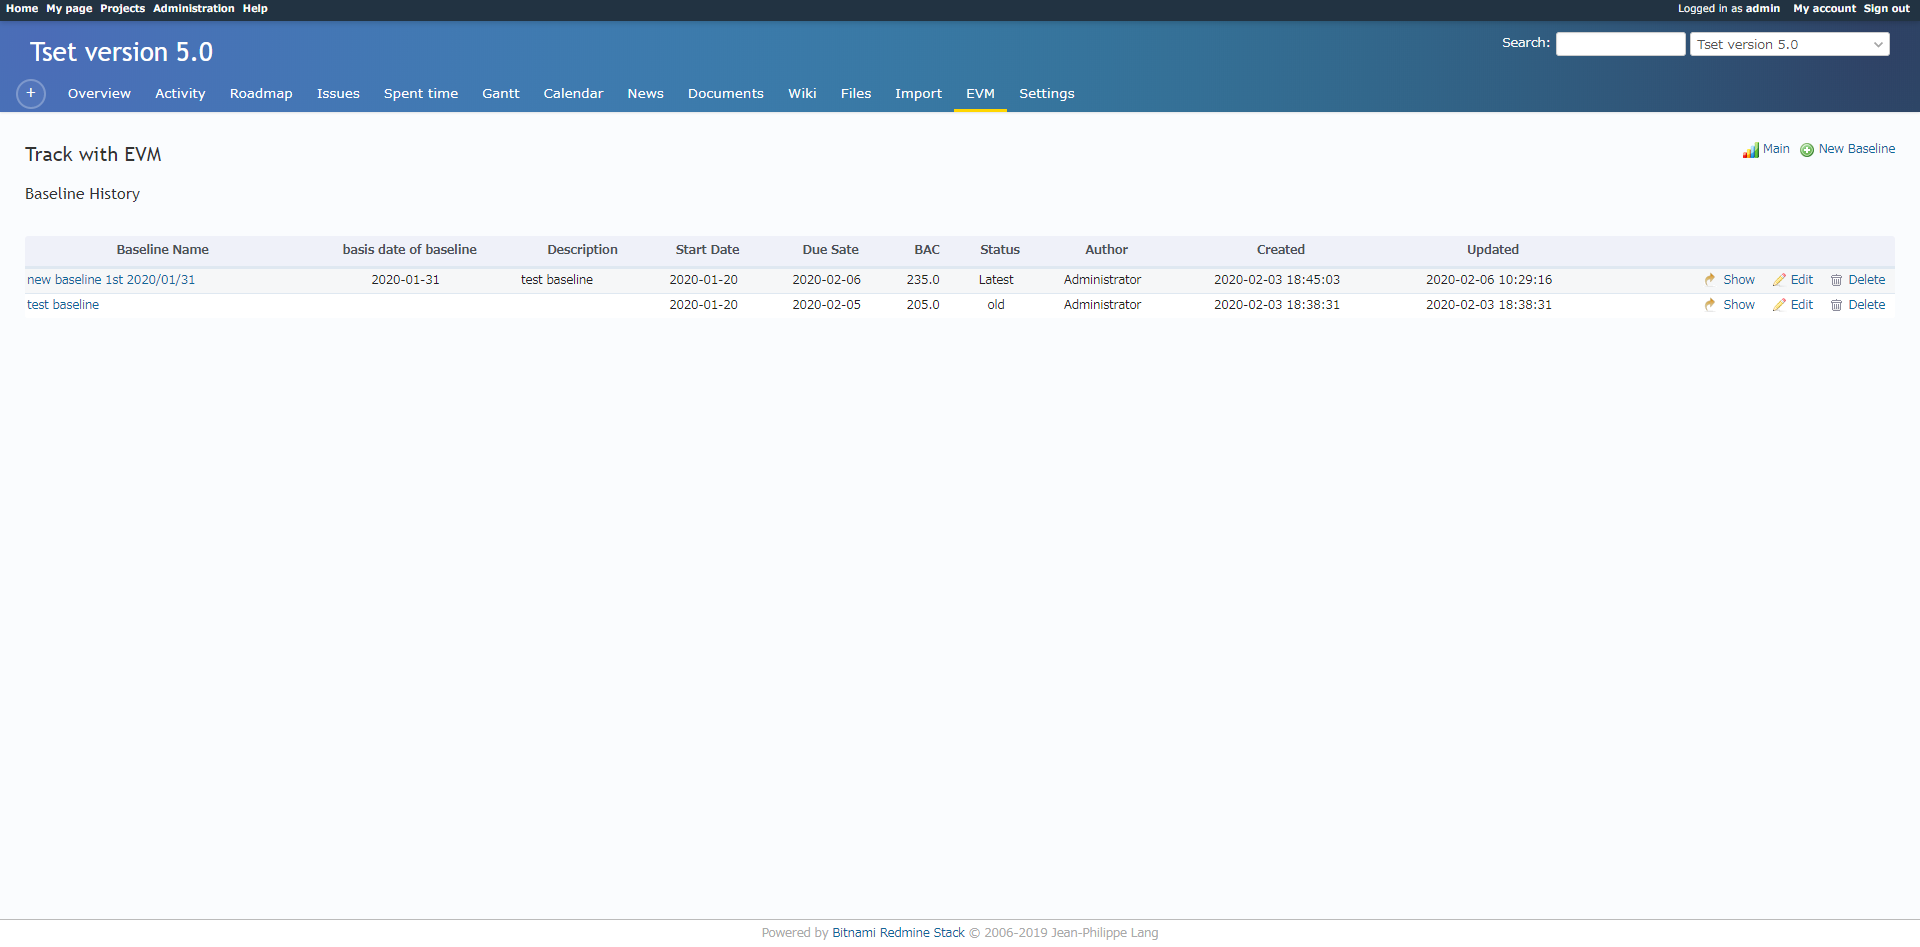 Home My page Projects Administration Help Logged in as admin My account Sign out
Tset version 5.0 Search: Tset version 5.0
+ Overview Activity Roadmap Issues Spent time Gantt Calendar News Documents Wiki Files Import EVM Settings
Track with EVM Main New Baseline
Baseline History
Baseline Name basis date of baseline Description Start Date Due Sate BAC Status Author Created Updated
new baseline 1st 2020/01/31 2020-01-31 test baseline 2020-01-20 2020-02-06 235.0 Latest Administrator 2020-02-03 18:45:03 2020-02-06 10:29:16 Show Edit Delete
test baseline 2020-01-20 2020-02-05 205.0 old Administrator 2020-02-03 18:38:31 2020-02-03 18:38:31 Show Edit Delete
Powered by Bitnami Redmine Stack © 2006-2019 Jean-Philippe Lang